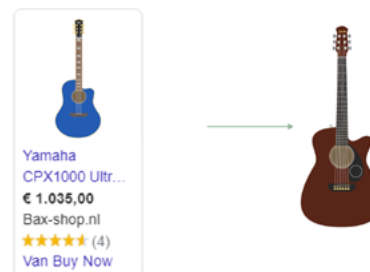 Yamaha
CPX1000 Ultr...
€ 1.035,00
Bax-shop.nl
(4)
Van Buy Now